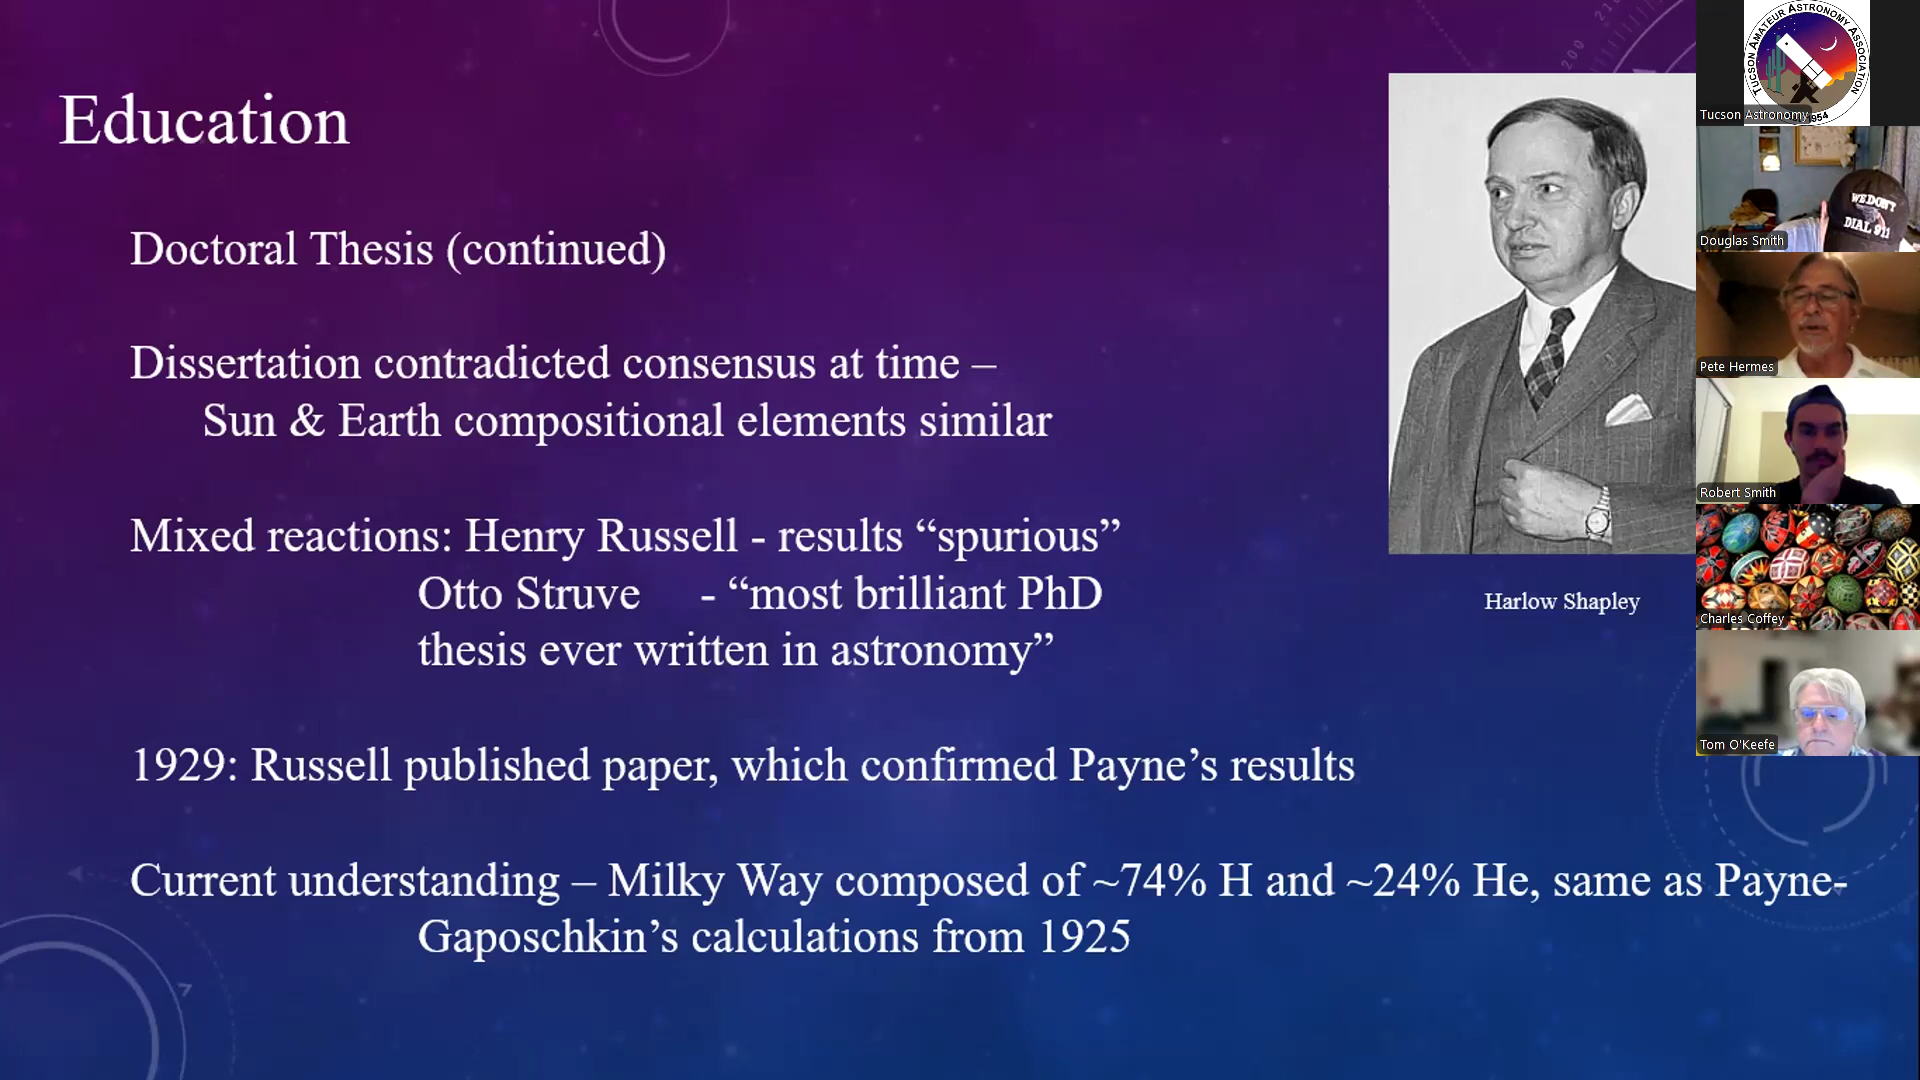 Education
Doctoral Thesis (continued)
Dissertation contradicted consensus at time –
Sun & Earth compositional elements similar
Mixed reactions: Henry Russell - results “spurious”
Otto Struve - “most brilliant PhD
thesis ever written in astronomy”
1929: Russell published paper, which confirmed Payne’s results
Current understanding – Milky Way composed of ~74% H and ~24% He, same as Payne-
Gaposchkin’s calculations from 1925
Harlow Shapley
200
TUCSON AMATEUR ASTRONOMY ASSOCIATION
Tucson Astronomy
WE DON'T
DIAL 911
Douglas Smith
Pete Hermes
Robert Smith
Charles Coffey
Tom O'Keefe